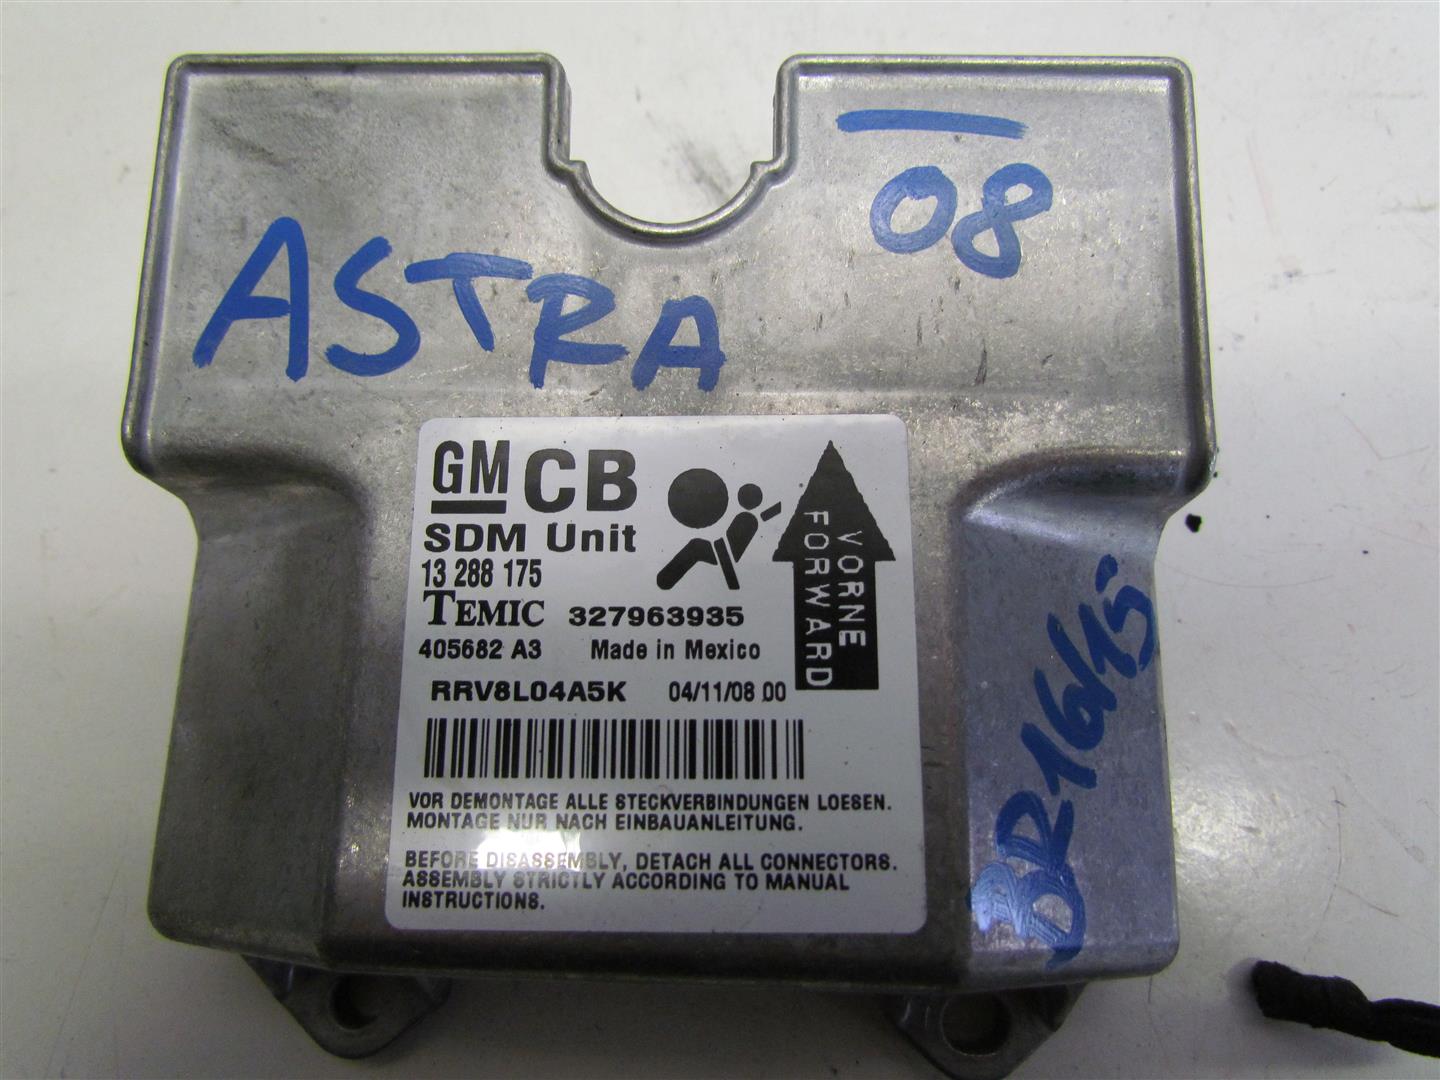 ASTRA
08
GM CB
SDM Unit
13 288 175
TEMIC 327963935
405682 A3 Made in Mexico
RRV8L04A5K 04/11/08 00
VORNE
FORWARD
VOR DEMONTAGE ALLE STECKVERBINDUNGEN LOESEN.
MONTAGE NUR NACH EINBAUANLEITUNG.
BEFORE DISASSEMBLY, DETACH ALL CONNECTORS.
ASSEMBLY STRICTLY ACCORDING TO MANUAL
INSTRUCTIONS.
BR16/15